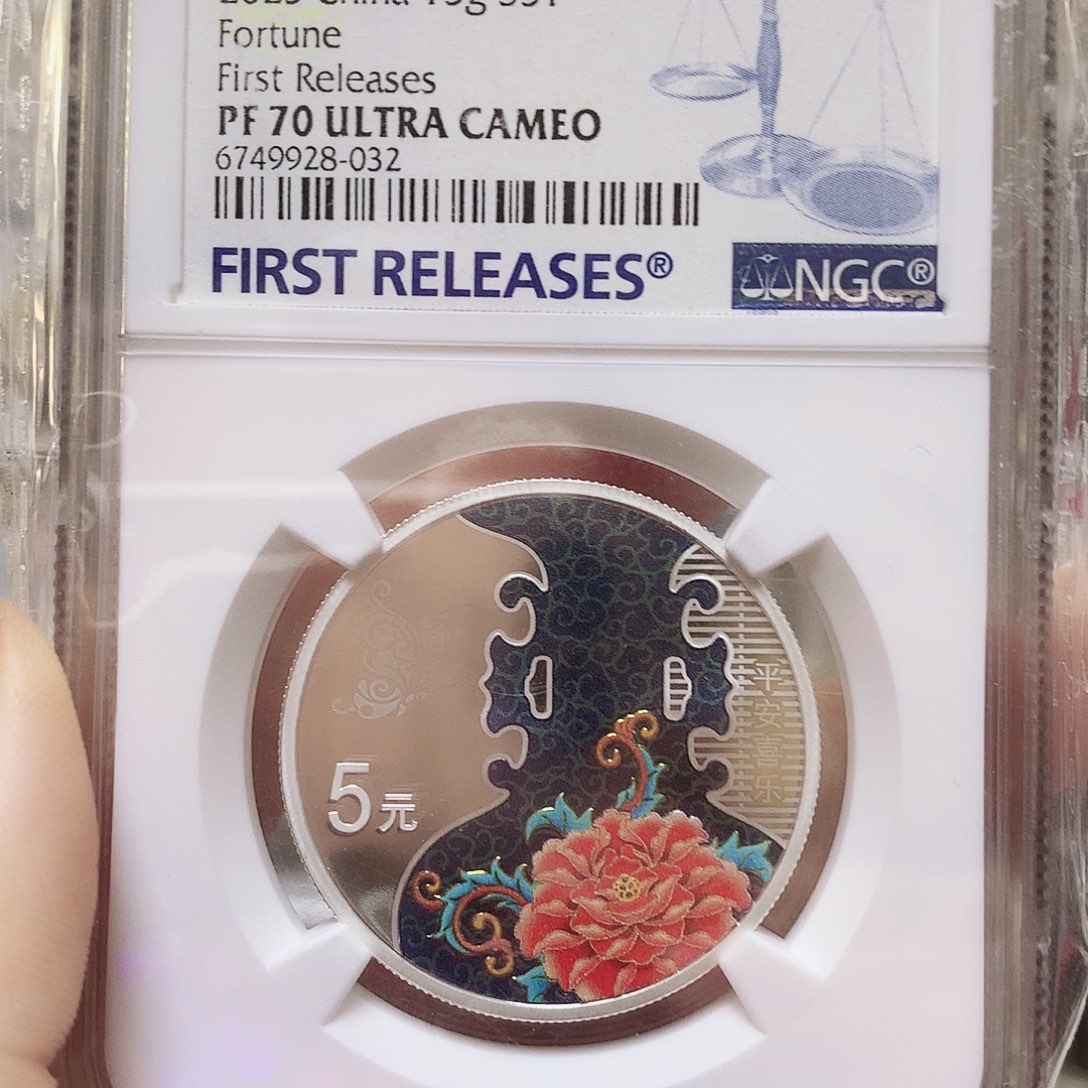 Fortune
First Releases
PF 70 ULTRA CAMEO
6749928-032
FIRST RELEASES®
NGC®
5元
平安喜乐